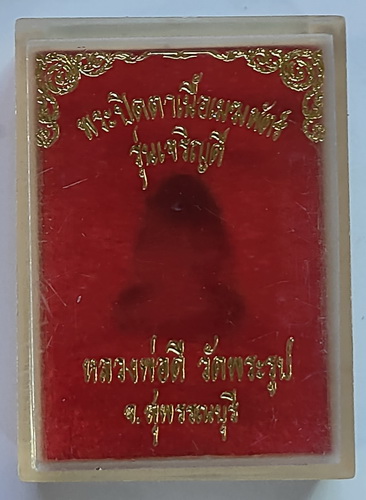 พระปิดตาเนื้อเมฆพัตร์
รุ่นเจริญดี
หลวงพ่อดี วัดพระรูป
จ.สุพรรณบุรี